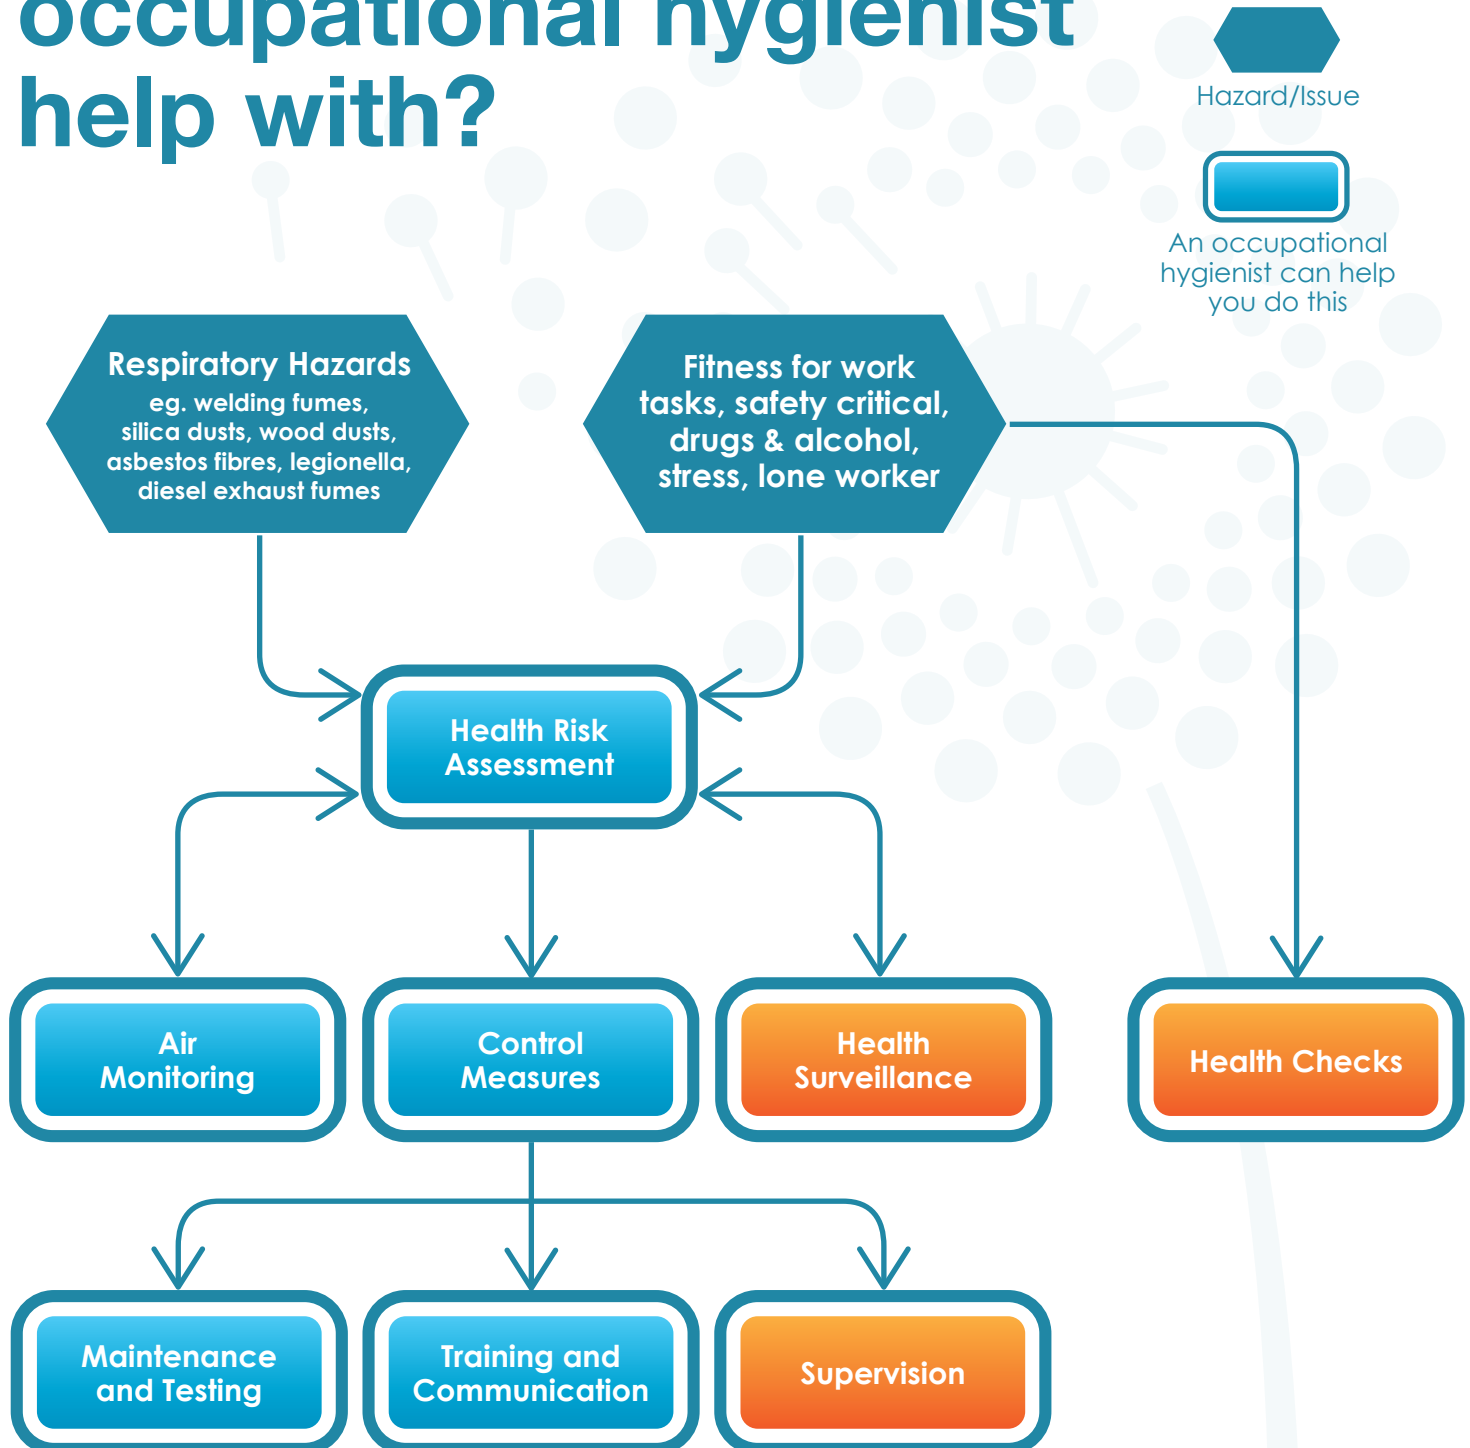 occupational hygienist
help with?
Hazard/Issue
An occupational
hygienist can help
you do this
Respiratory Hazards
eg. welding fumes,
silica dusts, wood dusts,
asbestos fibres, legionella,
diesel exhaust fumes
Fitness for work
tasks, safety critical,
drugs & alcohol,
stress, lone worker
Health Risk
Assessment
Air
Monitoring
Control
Measures
Health
Surveillance
Health Checks
Maintenance
and Testing
Training and
Communication
Supervision